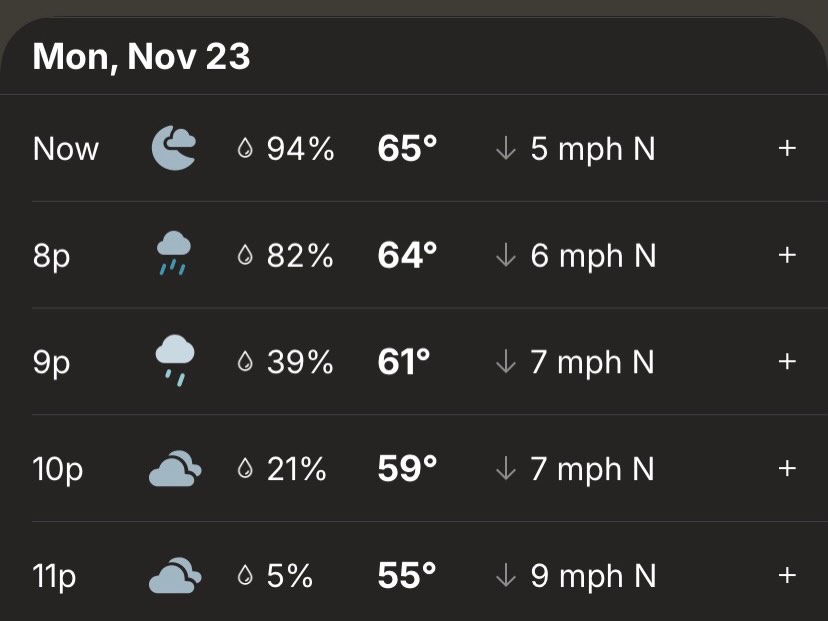 Mon, Nov 23
Now 94% 65° ↓ 5 mph N +
8p 82% 64° ↓ 6 mph N +
9p 39% 61° ↓ 7 mph N +
10p 21% 59° ↓ 7 mph N +
11p 5% 55° ↓ 9 mph N +